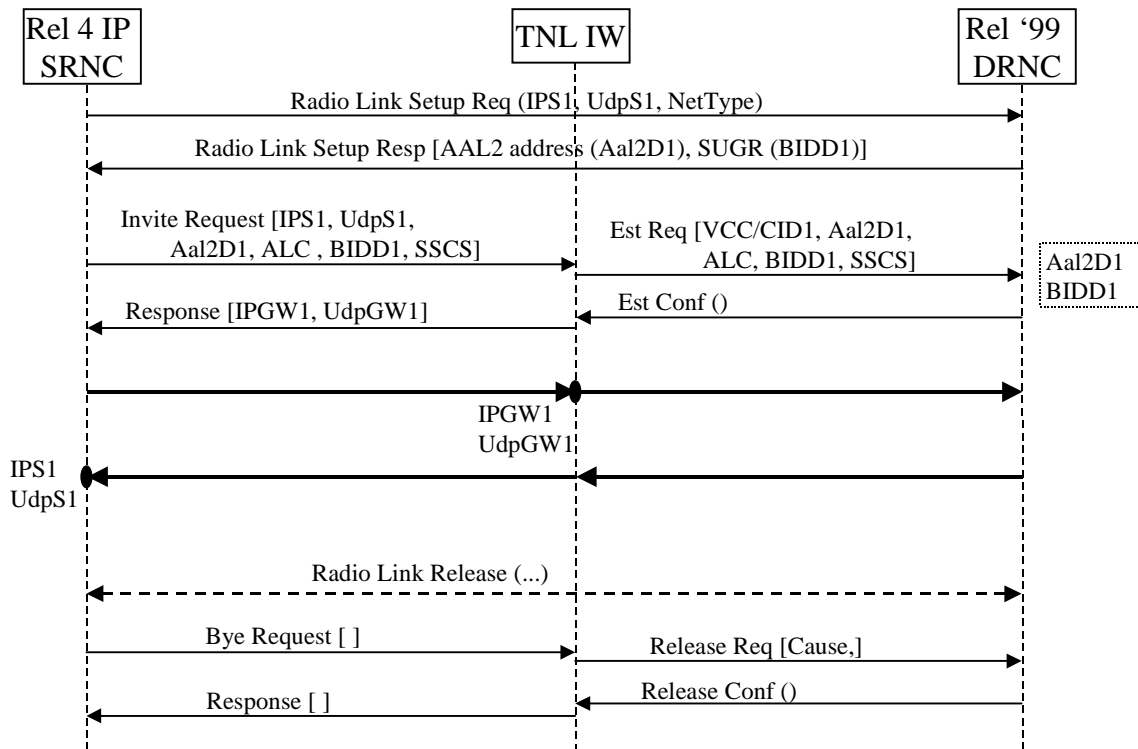 Rel 4 IP
SRNC
TNL IW
Rel ‘99
DRNC
Radio Link Setup Req (IPS1, UdpS1, NetType)
Radio Link Setup Resp [AAL2 address (Aal2D1), SUGR (BIDD1)]
Invite Request [IPS1, UdpS1,
Aal2D1, ALC , BIDD1, SSCS]
Est Req [VCC/CID1, Aal2D1,
ALC, BIDD1, SSCS]
Aal2D1
BIDD1
Response [IPGW1, UdpGW1]
Est Conf ()
IPGW1
UdpGW1
IPS1
UdpS1
Radio Link Release (...)
Bye Request [ ]
Release Req [Cause,]
Response [ ]
Release Conf ()